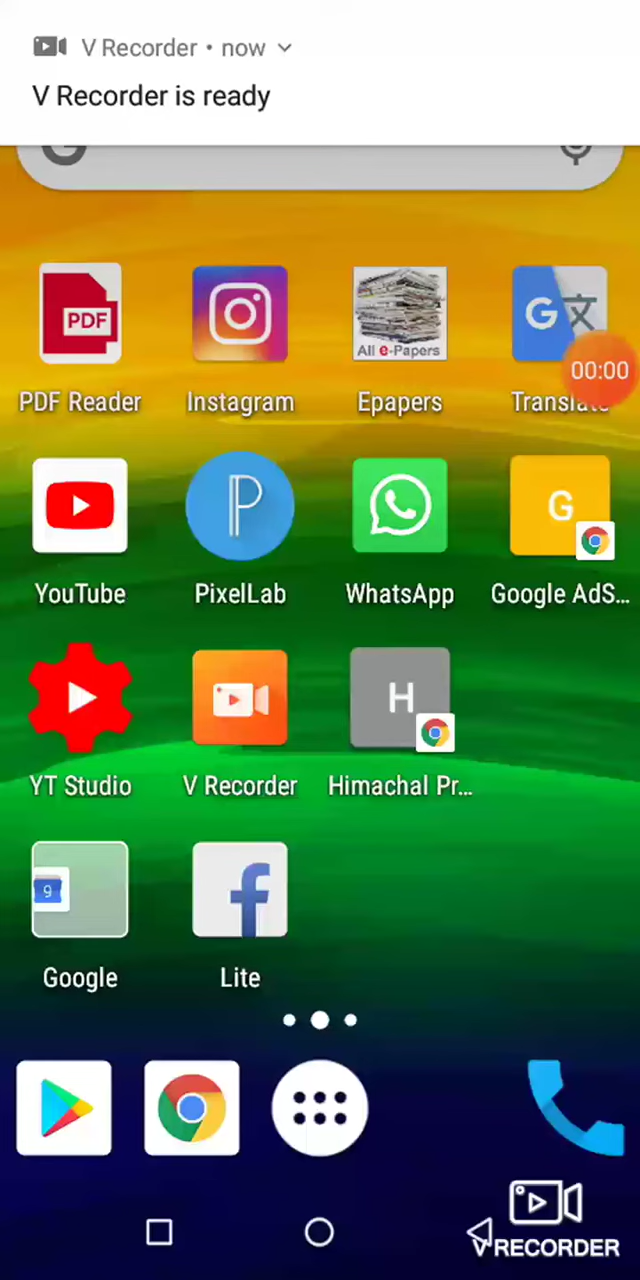 V Recorder • now
V Recorder is ready
PDF
All e-Papers
G
00:00
PDF Reader
Instagram
Epapers
Translate
P
G
YouTube
PixelLab
WhatsApp
Google AdS...
H
YT Studio
V Recorder
Himachal Pr...
9
f
Google
Lite
V RECORDER